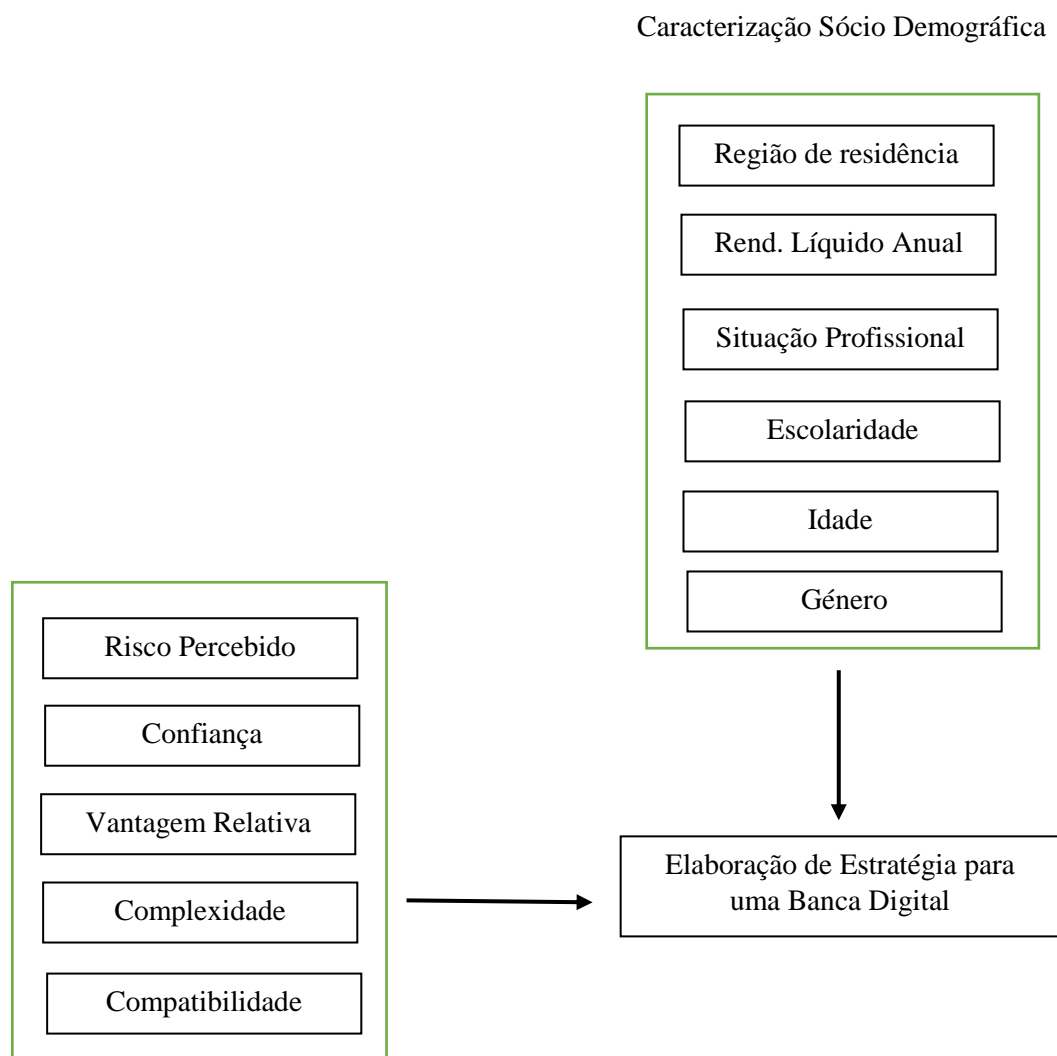 Caracterização Sócio Demográfica
Região de residência
Rend. Líquido Anual
Situação Profissional
Escolaridade
Idade
Género
Risco Percebido
Confiança
Vantagem Relativa
Complexidade
Compatibilidade
Elaboração de Estratégia para
uma Banca Digital